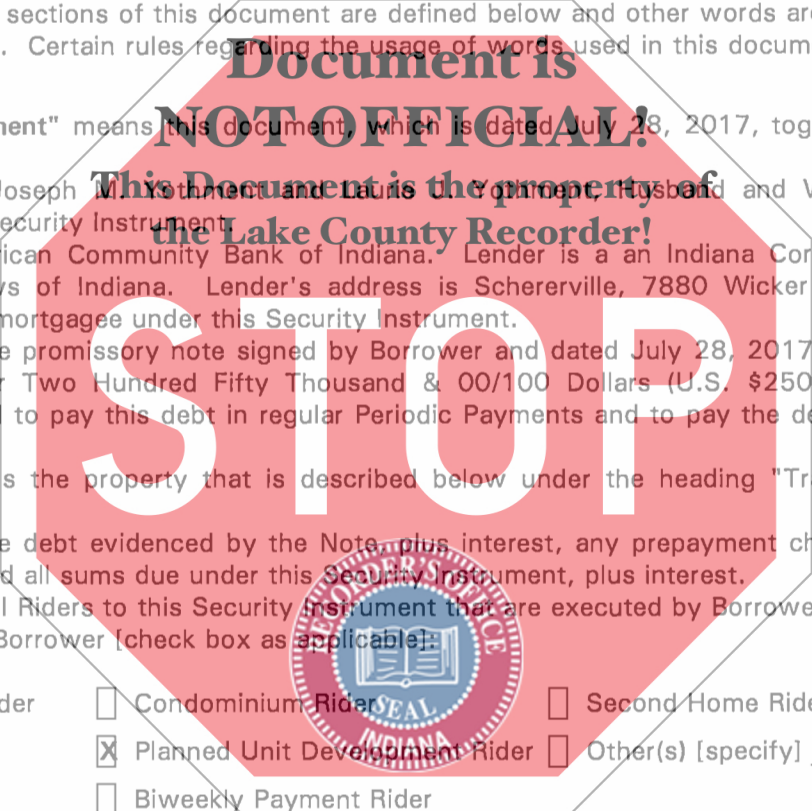 sections of this document are defined below and other words ar
. Certain rules regarding the usage of words used in this docum
Document is
NOT OFFICIAL!
ment" means this document, which is dated July 28, 2017, tog
This Document is the property of
Joseph M. Yothment and Laurie J. Yothment, Husband and W
ecurity Instrument.
the Lake County Recorder!
ican Community Bank of Indiana. Lender is a an Indiana Cor
ws of Indiana. Lender's address is Schererville, 7880 Wicker
mortgagee under this Security Instrument.
STOP
e promissory note signed by Borrower and dated July 28, 2017
r Two Hundred Fifty Thousand & 00/100 Dollars (U.S. $250
d to pay this debt in regular Periodic Payments and to pay the de
s the property that is described below under the heading "Tr
e debt evidenced by the Note, plus interest, any prepayment ch
d all sums due under this Security Instrument, plus interest.
l Riders to this Security Instrument that are executed by Borrowe
Borrower [check box as applicable]:
RECORDER'S OFFICE
SEAL
INDIANA
der Condominium Rider Second Home Ride
X Planned Unit Development Rider Other(s) [specify]
Biweekly Payment Rider